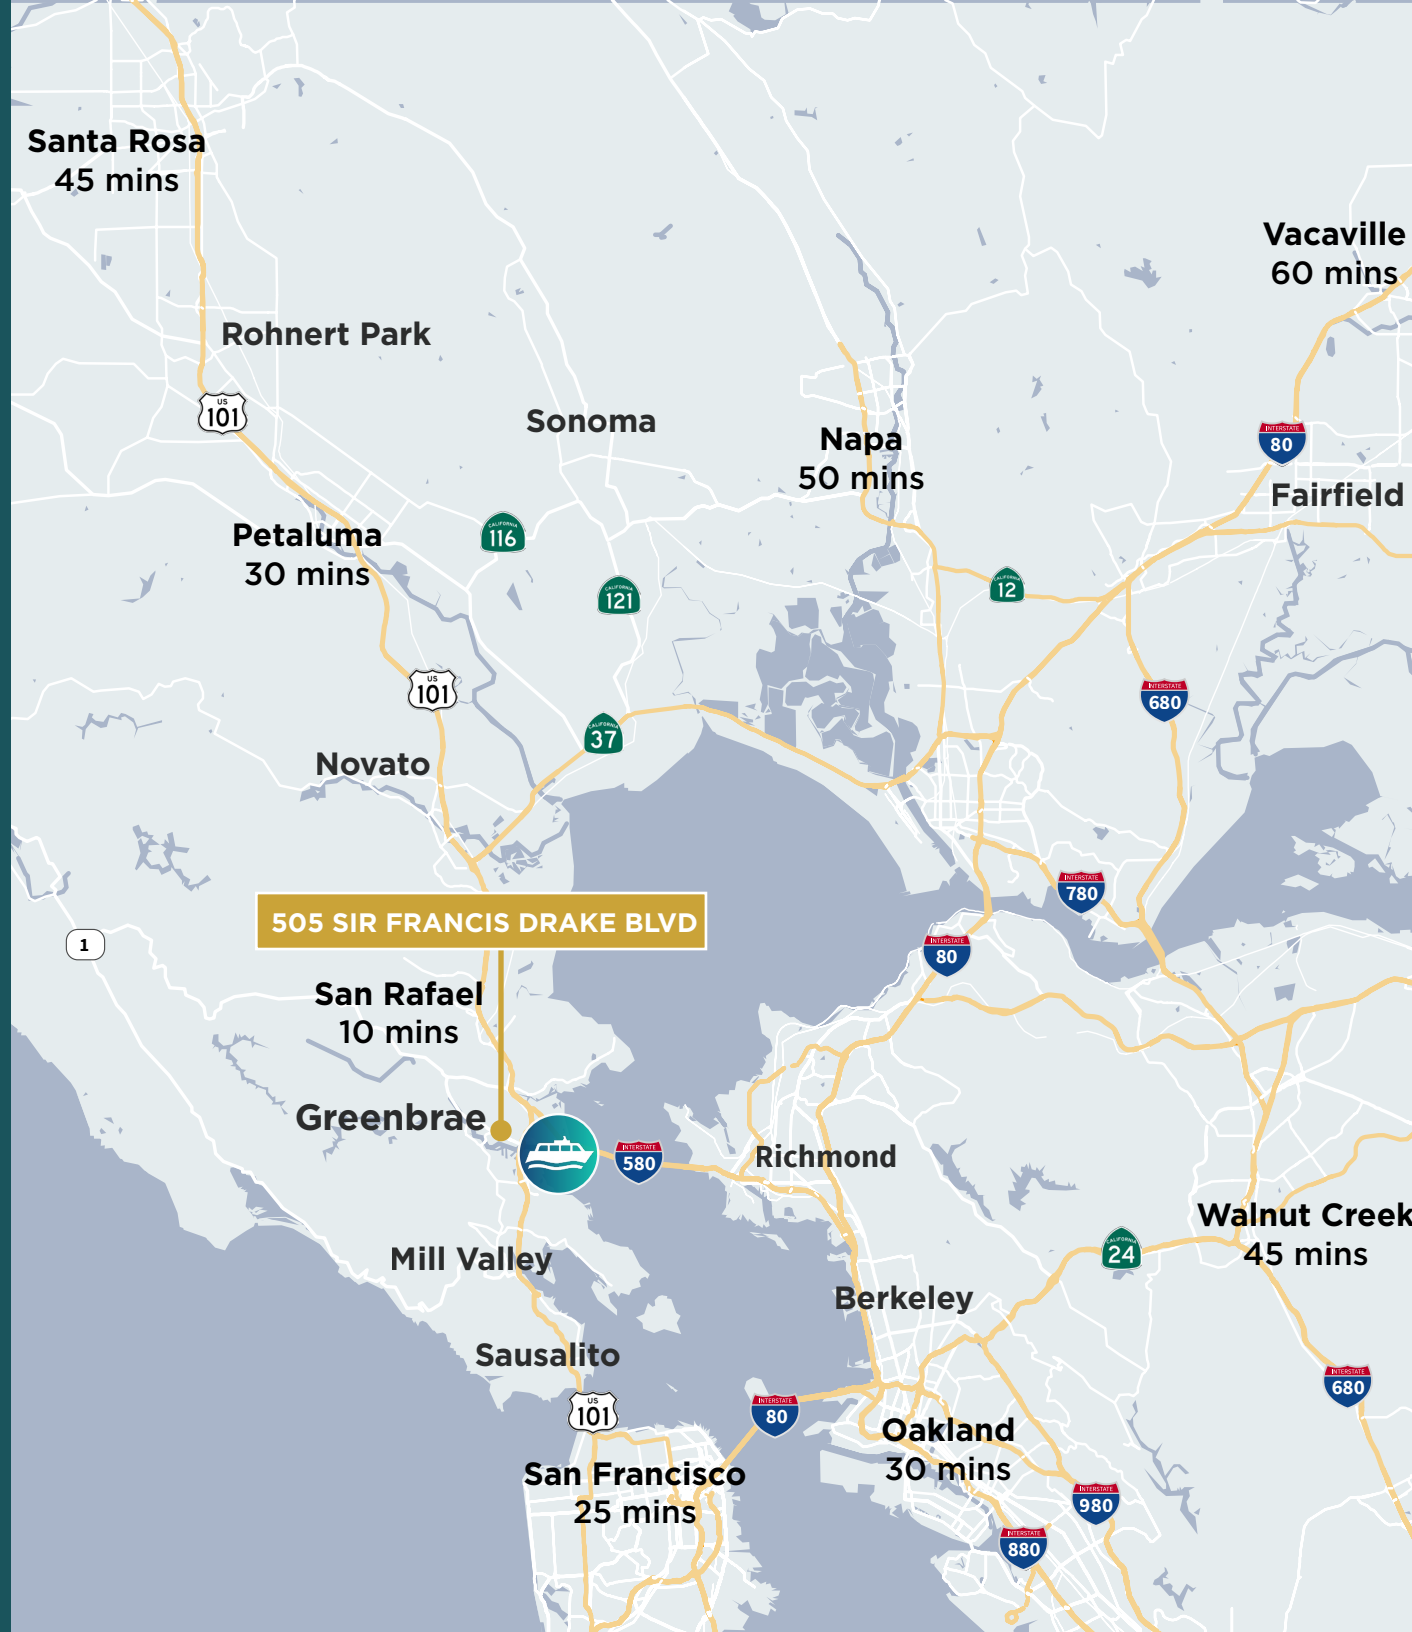 Santa Rosa
45 mins
Vacaville
60 mins
Rohnert Park
US
101
Sonoma
Napa
50 mins
INTERSTATE
80
Fairfield
Petaluma
30 mins
CALIFORNIA
116
CALIFORNIA
121
CALIFORNIA
12
US
101
INTERSTATE
680
CALIFORNIA
37
Novato
INTERSTATE
780
505 SIR FRANCIS DRAKE BLVD
1
INTERSTATE
80
San Rafael
10 mins
Greenbrae
INTERSTATE
580
Richmond
Walnut Creek
45 mins
CALIFORNIA
24
Mill Valley
Berkeley
Sausalito
INTERSTATE
680
US
101
INTERSTATE
80
Oakland
30 mins
San Francisco
25 mins
INTERSTATE
980
INTERSTATE
880